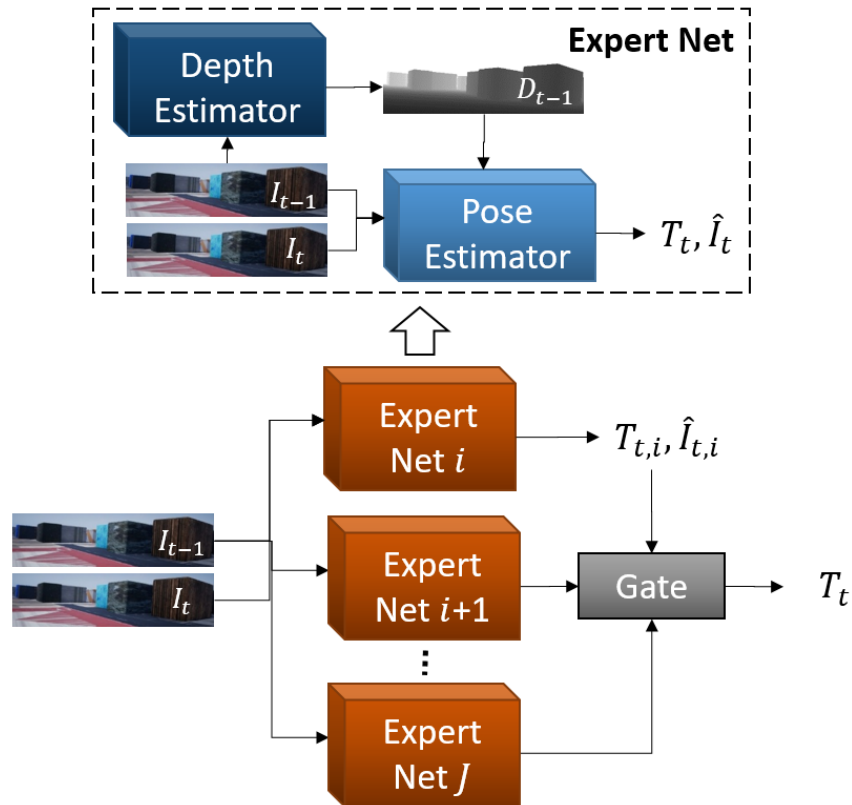 Expert Net
Depth
Estimator
D_{t−1}
I_{t−1}
I_t
Pose
Estimator
T_t, Î_t
Expert
Net i
T_{t,i}, Î_{t,i}
I_{t−1}
I_t
Expert
Net i+1
Gate
T_t
⋮
Expert
Net J